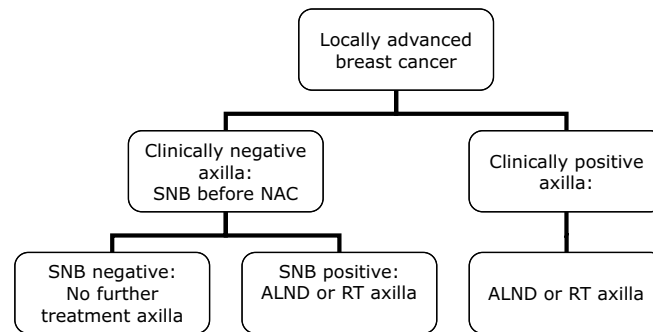 Locally advanced
breast cancer
Clinically negative
axilla:
SNB before NAC
Clinically positive
axilla:
SNB negative:
No further
treatment axilla
SNB positive:
ALND or RT axilla
ALND or RT axilla